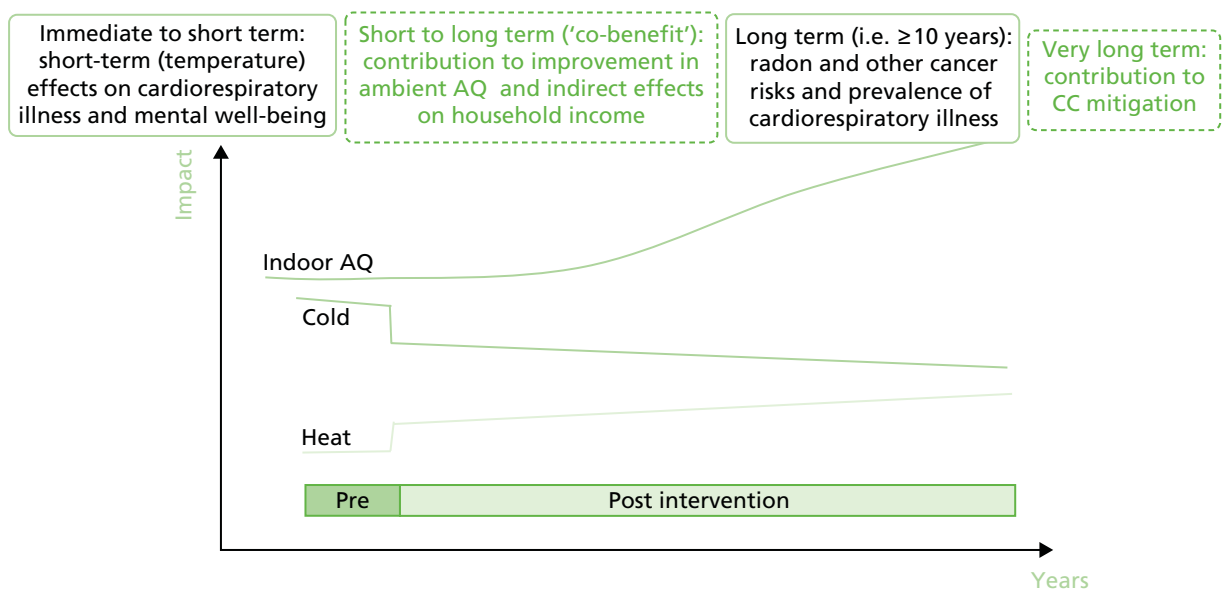 Immediate to short term:
short-term (temperature)
effects on cardiorespiratory
illness and mental well-being
Short to long term (‘co-benefit’):
contribution to improvement in
ambient AQ and indirect effects
on household income
Long term (i.e. ≥10 years):
radon and other cancer
risks and prevalence of
cardiorespiratory illness
Very long term:
contribution to
CC mitigation
Impact
Indoor AQ
Cold
Heat
Pre
Post intervention
Years